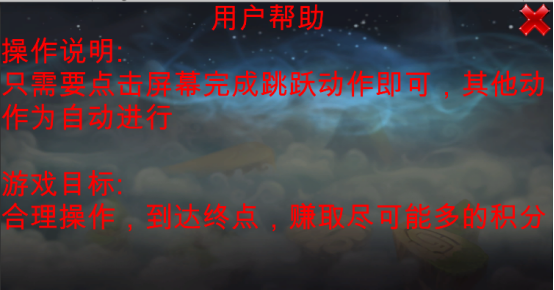 用户帮助
操作说明:
只需要点击屏幕完成跳跃动作即可，其他动
作为自动进行
游戏目标:
合理操作，到达终点，赚取尽可能多的积分